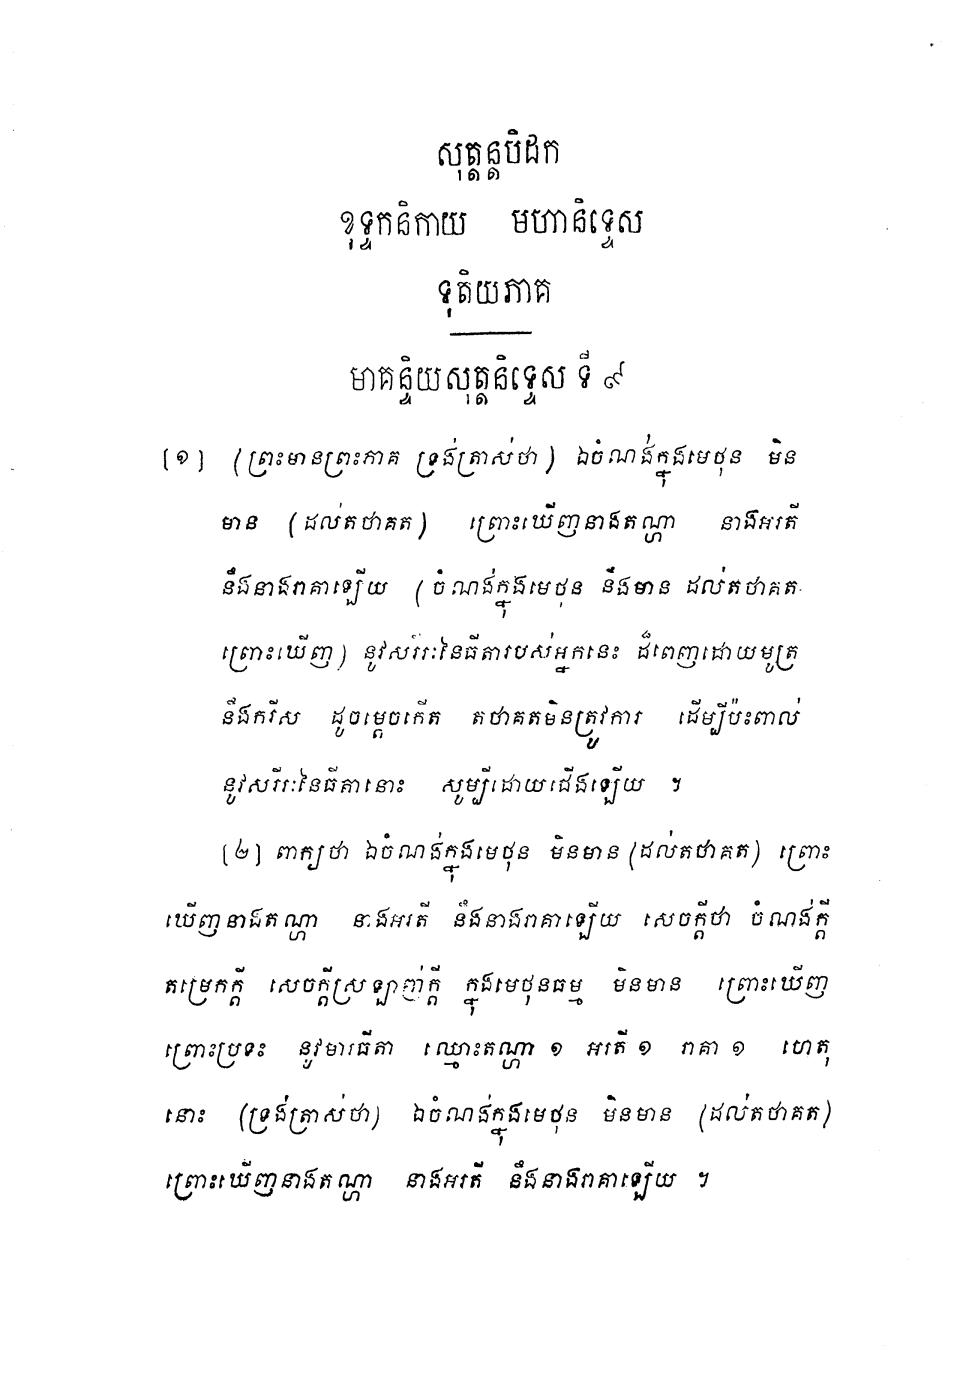 សុត្តន្តបិដក
ខុទ្ទកនិកាយ មហានិទ្ទេស
ទុតិយភាគ
មាគន្ទិយសុត្តនិទ្ទេស ទី ៩
[១] (ព្រះមានព្រះភាគ ទ្រង់ត្រាស់ថា) ឯចំណង់ក្នុងមេថុន មិន
មាន (ដល់តថាគត) ព្រោះឃើញនាងតណ្ហា នាងអរតី
នឹងនាងរាគាឡើយ (ចំណង់ក្នុងមេថុន នឹងមាន ដល់តថាគត
ព្រោះឃើញ) នូវសរីរៈនៃធីតារបស់អ្នកនេះ ដ៏ពេញដោយមូត្រ
នឹងករីស ដូចម្តេចកើត តថាគតមិនត្រូវការ ដើម្បីប៉ះពាល់
នូវសរីរៈនៃធីតានោះ សូម្បីដោយជើងឡើយ ។
[២] ពាក្យថា ឯចំណង់ក្នុងមេថុន មិនមាន (ដល់តថាគត) ព្រោះ
ឃើញនាងតណ្ហា នាងអរតី នឹងនាងរាគាឡើយ សេចក្តីថា ចំណង់ក្តី
តម្រេកក្តី សេចក្តីស្រឡាញ់ក្តី ក្នុងមេថុនធម្ម មិនមាន ព្រោះឃើញ
ព្រោះប្រទះ នូវមារធីតា ឈ្មោះតណ្ហា ១ អរតី ១ រាគា ១ ហេតុ
នោះ (ទ្រង់ត្រាស់ថា) ឯចំណង់ក្នុងមេថុន មិនមាន (ដល់តថាគត)
ព្រោះឃើញនាងតណ្ហា នាងអរតី នឹងនាងរាគាឡើយ ។